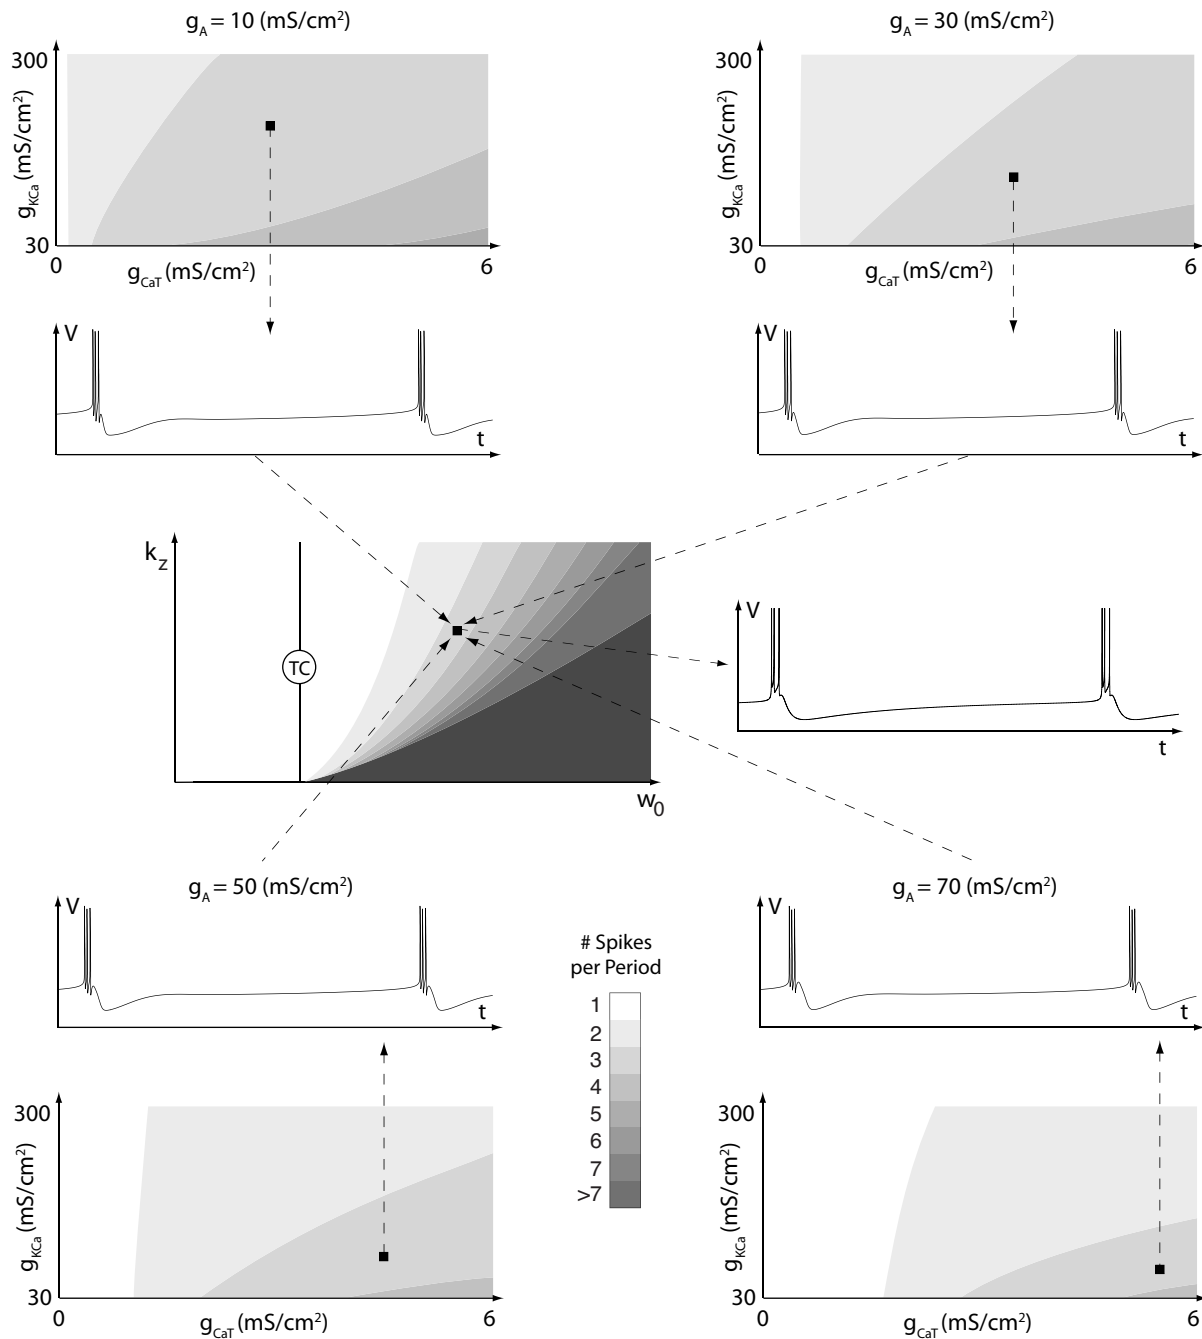 g_A = 10 (mS/cm²)
300
g_KCa (mS/cm²)
30
0
g_CaT (mS/cm²)
6
g_A = 30 (mS/cm²)
300
g_KCa (mS/cm²)
30
0
g_CaT (mS/cm²)
6
V
t
V
t
k_z
TC
w_0
V
t
g_A = 50 (mS/cm²)
V
t
g_A = 70 (mS/cm²)
V
t
# Spikes
per Period
1
2
3
4
5
6
7
>7
300
g_KCa (mS/cm²)
30
0
g_CaT (mS/cm²)
6
300
g_KCa (mS/cm²)
30
0
g_CaT (mS/cm²)
6